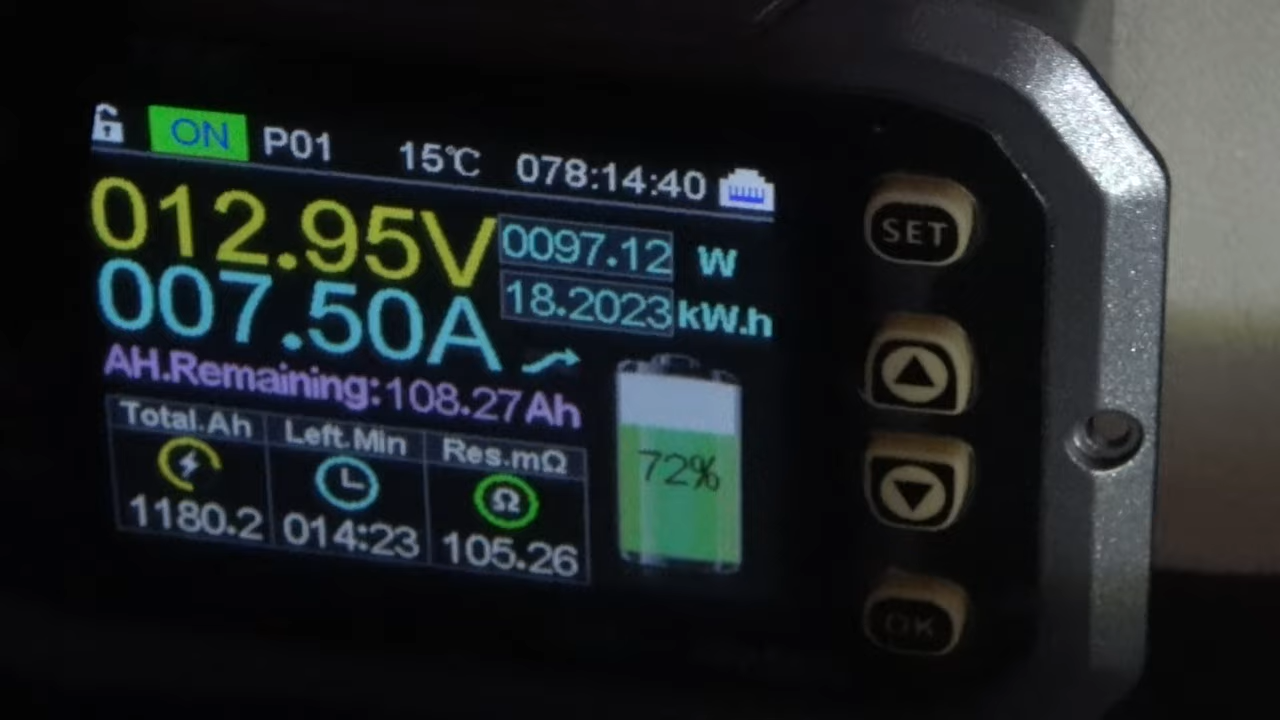 ON P01 15℃ 078:14:40
012.95V 0097.12 W
007.50A 18.2023 kW.h
AH.Remaining:108.27Ah
Total.Ah Left.Min Res.mΩ
Ω
1180.2 014:23 105.26
72%
SET
OK